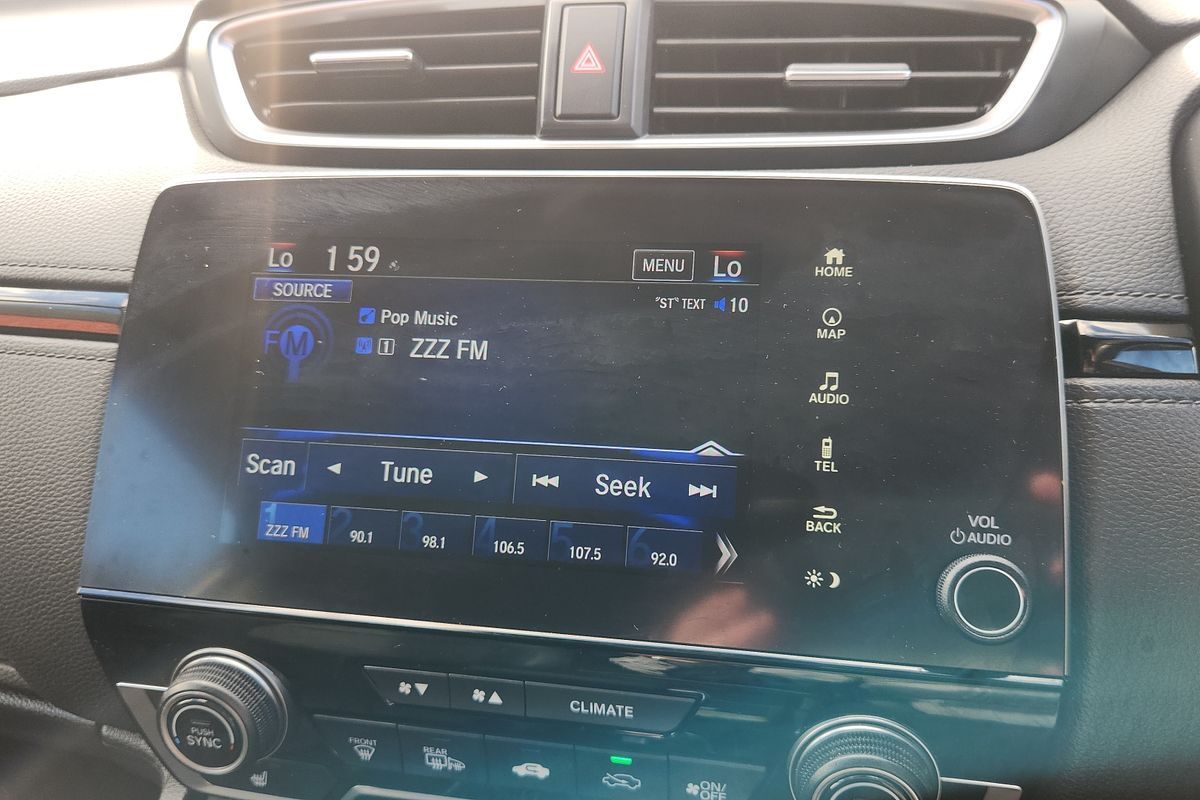 Lo 1 59 MENU Lo
SOURCE "ST" TEXT 10
FM Pop Music
1 ZZZ FM
Scan Tune Seek
1 ZZZ FM 2 90.1 3 98.1 4 106.5 5 107.5 6 92.0
HOME
MAP
AUDIO
TEL
BACK
VOL
AUDIO
PUSH
SYNC
CLIMATE
FRONT
REAR
ON/
OFF